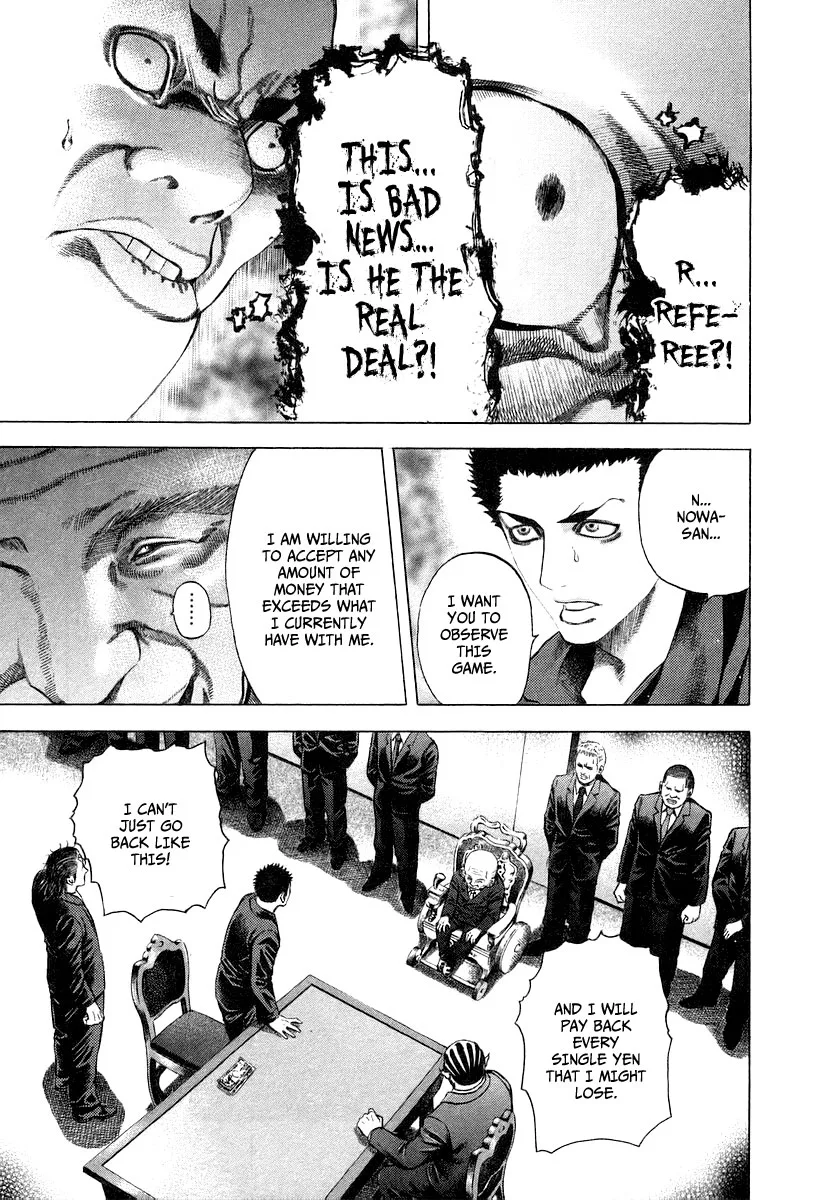 R...
REFE-
REE?!
THIS...
IS BAD
NEWS...
IS HE THE
REAL
DEAL?!
N...
NOWA-
SAN...
I WANT
YOU TO
OBSERVE
THIS
GAME.
I AM WILLING
TO ACCEPT ANY
AMOUNT OF
MONEY THAT
EXCEEDS WHAT
I CURRENTLY
HAVE WITH ME.
......
I CAN'T
JUST GO
BACK LIKE
THIS!
AND I WILL
PAY BACK
EVERY
SINGLE YEN
THAT I MIGHT
LOSE.